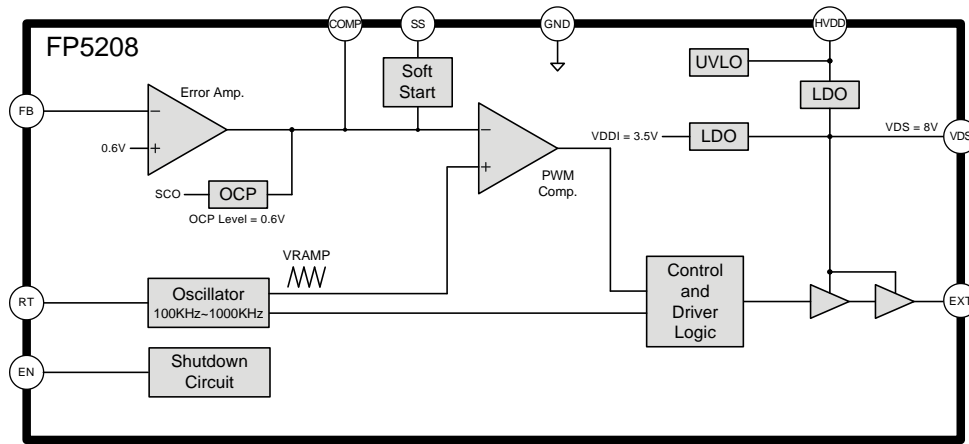 COMP
SS
GND
HVDD
FP5208
UVLO
Soft
Start
LDO
Error Amp.
FB
VDDI = 3.5V
LDO
VDS = 8V
VDS
0.6V
PWM
Comp.
SCO
OCP
OCP Level = 0.6V
VRAMP
Control
and
Driver
Logic
RT
Oscillator
100KHz~1000KHz
EXT
EN
Shutdown
Circuit